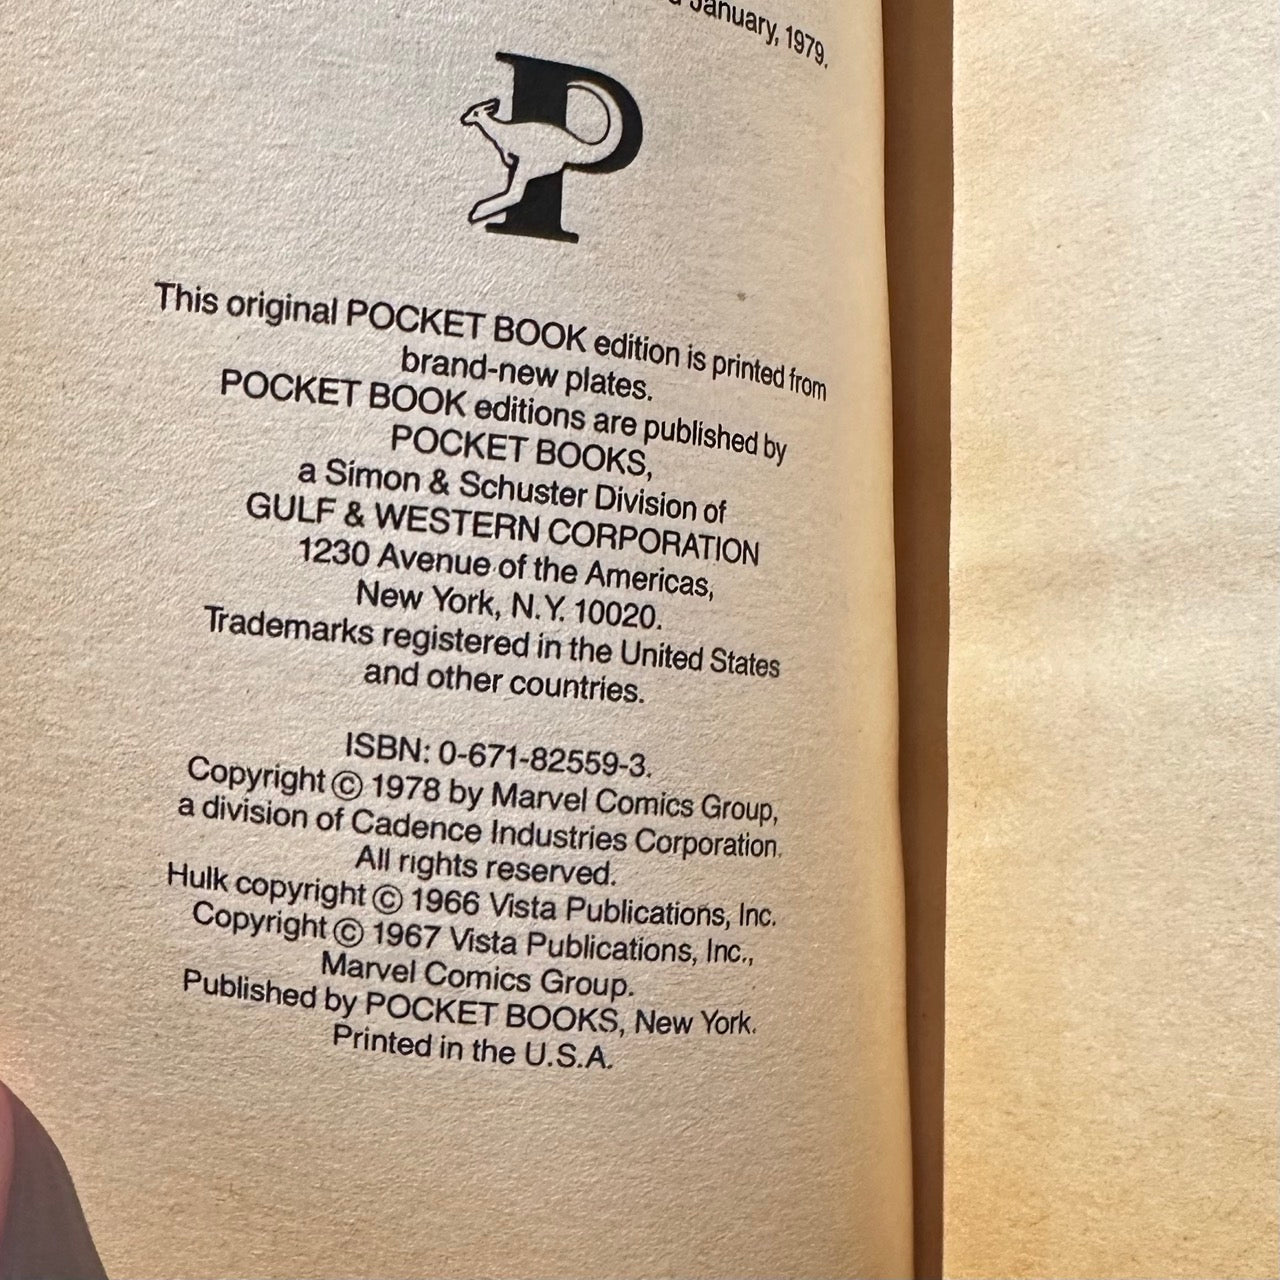 January, 1979.
P
This original POCKET BOOK edition is printed from
brand-new plates.
POCKET BOOK editions are published by
POCKET BOOKS,
a Simon & Schuster Division of
GULF & WESTERN CORPORATION
1230 Avenue of the Americas,
New York, N.Y. 10020.
Trademarks registered in the United States
and other countries.
ISBN: 0-671-82559-3.
Copyright © 1978 by Marvel Comics Group,
a division of Cadence Industries Corporation.
All rights reserved.
Hulk copyright © 1966 Vista Publications, Inc.
Copyright © 1967 Vista Publications, Inc.,
Marvel Comics Group.
Published by POCKET BOOKS, New York.
Printed in the U.S.A.